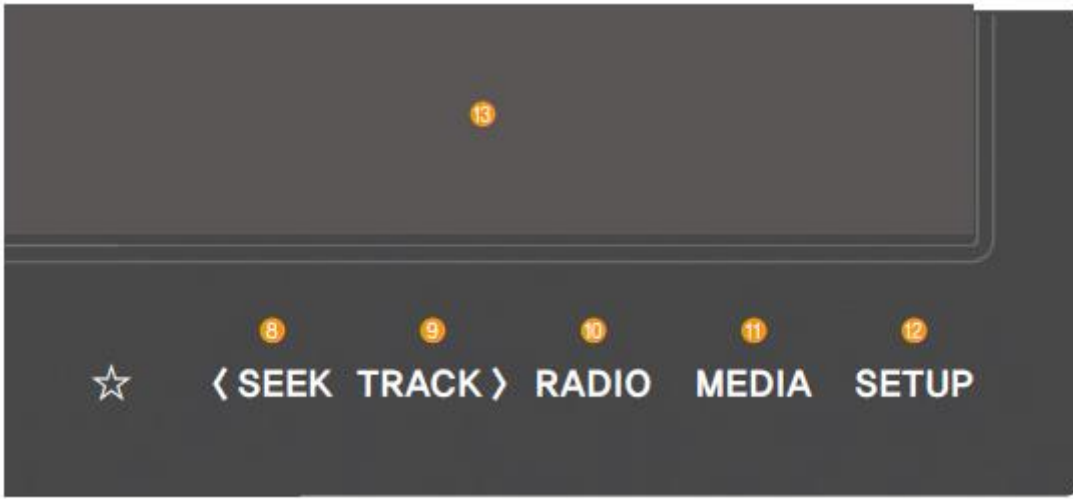 ⑬
⑧ ⑨ ⑩ ⑪ ⑫
☆ 〈 SEEK TRACK 〉 RADIO MEDIA SETUP